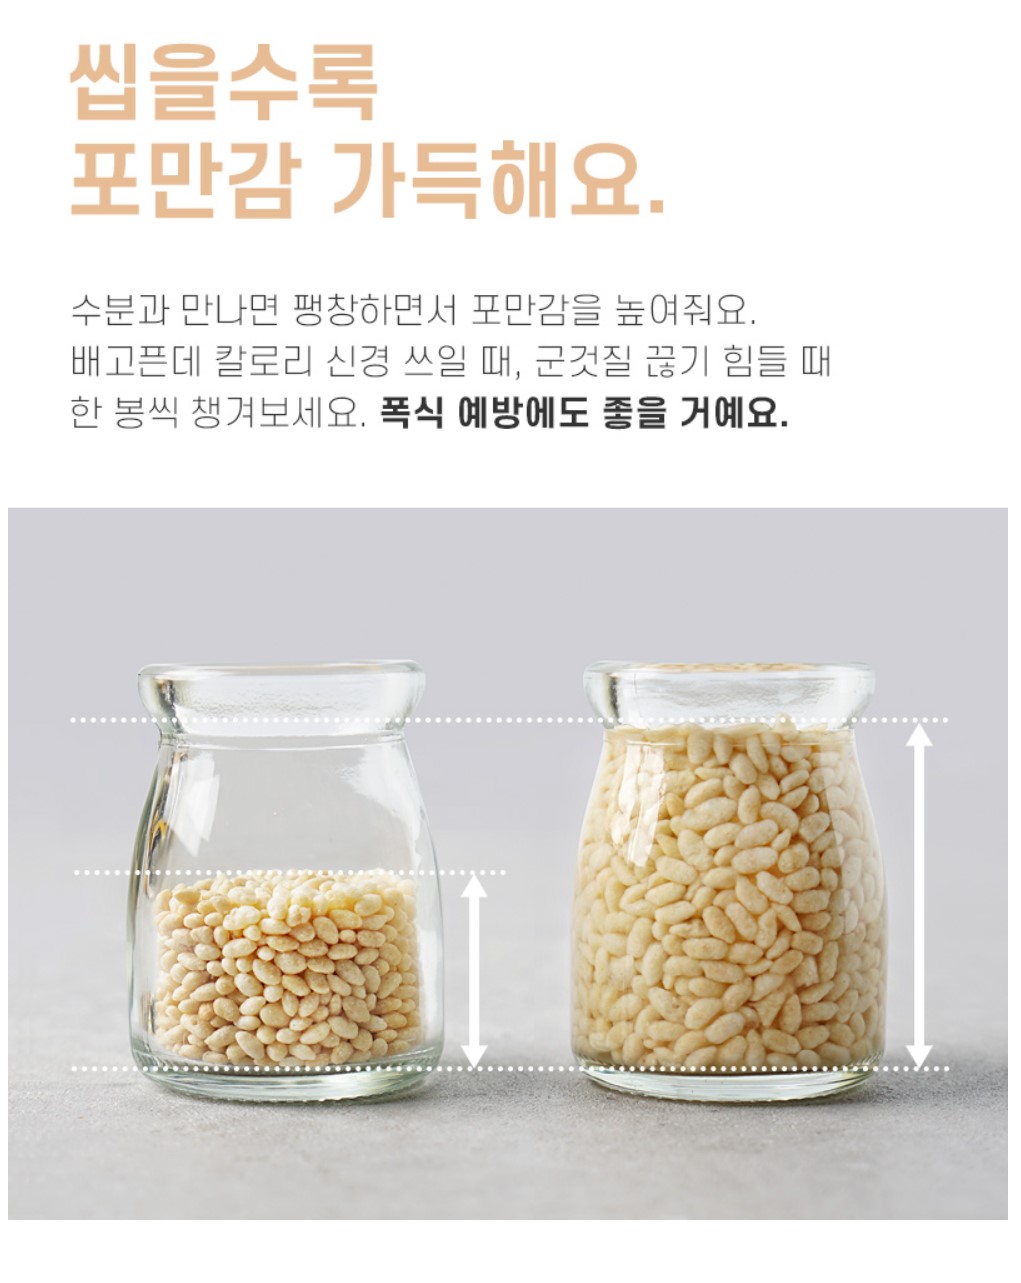 씹을수록
포만감 가득해요.
수분과 만나면 팽창하면서 포만감을 높여줘요.
배고픈데 칼로리 신경 쓰일 때, 군것질 끊기 힘들 때
한 봉씩 챙겨보세요. 폭식 예방에도 좋을 거예요.